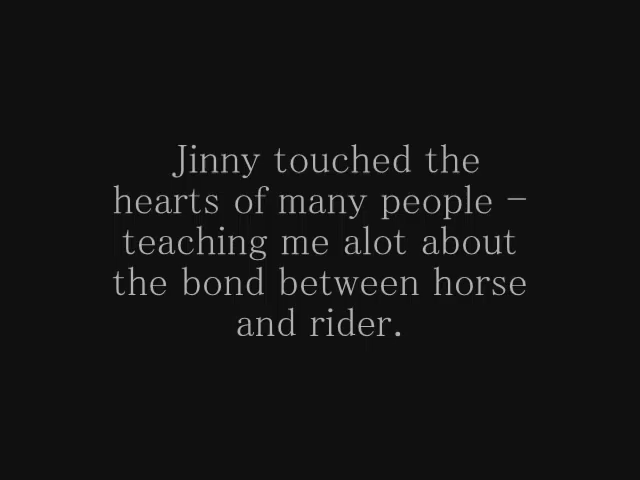 Jinny touched the
hearts of many people -
teaching me alot about
the bond between horse
and rider.